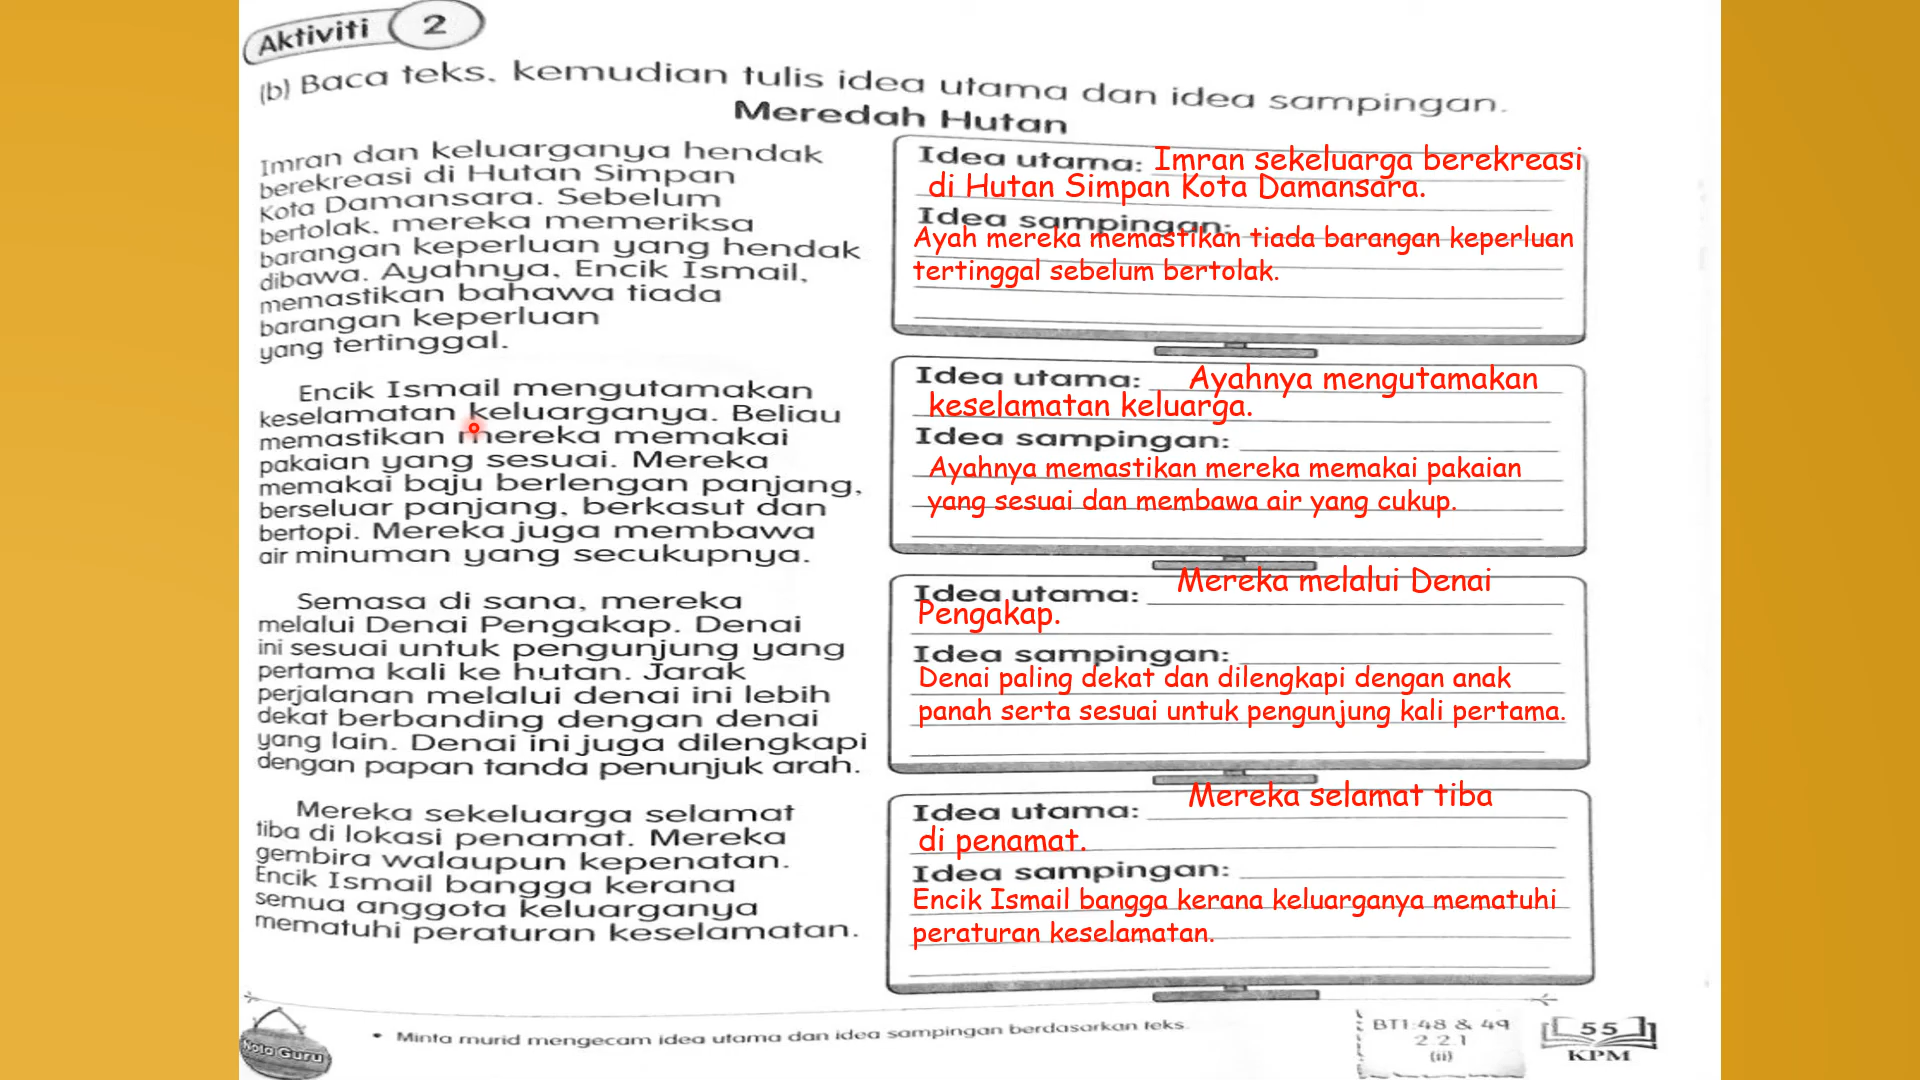 Aktiviti 2
(b) Baca teks, kemudian tulis idea utama dan idea sampingan.
Meredah Hutan
Imran dan keluarganya hendak
berekreasi di Hutan Simpan
Kota Damansara. Sebelum
bertolak, mereka memeriksa
barangan keperluan yang hendak
dibawa. Ayahnya, Encik Ismail,
memastikan bahawa tiada
barangan keperluan
yang tertinggal.
Encik Ismail mengutamakan
keselamatan keluarganya. Beliau
memastikan mereka memakai
pakaian yang sesuai. Mereka
memakai baju berlengan panjang,
berseluar panjang, berkasut dan
bertopi. Mereka juga membawa
air minuman yang secukupnya.
Semasa di sana, mereka
melalui Denai Pengakap. Denai
ini sesuai untuk pengunjung yang
pertama kali ke hutan. Jarak
perjalanan melalui denai ini lebih
dekat berbanding dengan denai
yang lain. Denai ini juga dilengkapi
dengan papan tanda penunjuk arah.
Mereka sekeluarga selamat
tiba di lokasi penamat. Mereka
gembira walaupun kepenatan.
Encik Ismail bangga kerana
semua anggota keluarganya
mematuhi peraturan keselamatan.
Idea utama: Imran sekeluarga berekreasi
di Hutan Simpan Kota Damansara.
Idea sampingan:
Ayah mereka memastikan tiada barangan keperluan
tertinggal sebelum bertolak.
Idea utama: Ayahnya mengutamakan
keselamatan keluarga.
Idea sampingan:
Ayahnya memastikan mereka memakai pakaian
yang sesuai dan membawa air yang cukup.
Idea utama: Mereka melalui Denai
Pengakap.
Idea sampingan:
Denai paling dekat dan dilengkapi dengan anak
panah serta sesuai untuk pengunjung kali pertama.
Idea utama: Mereka selamat tiba
di penamat.
Idea sampingan:
Encik Ismail bangga kerana keluarganya mematuhi
peraturan keselamatan.
Nota Guru
• Minta murid mengecam idea utama dan idea sampingan berdasarkan teks.
BT1:48 & 49
2.2.1
(ii)
55
KPM